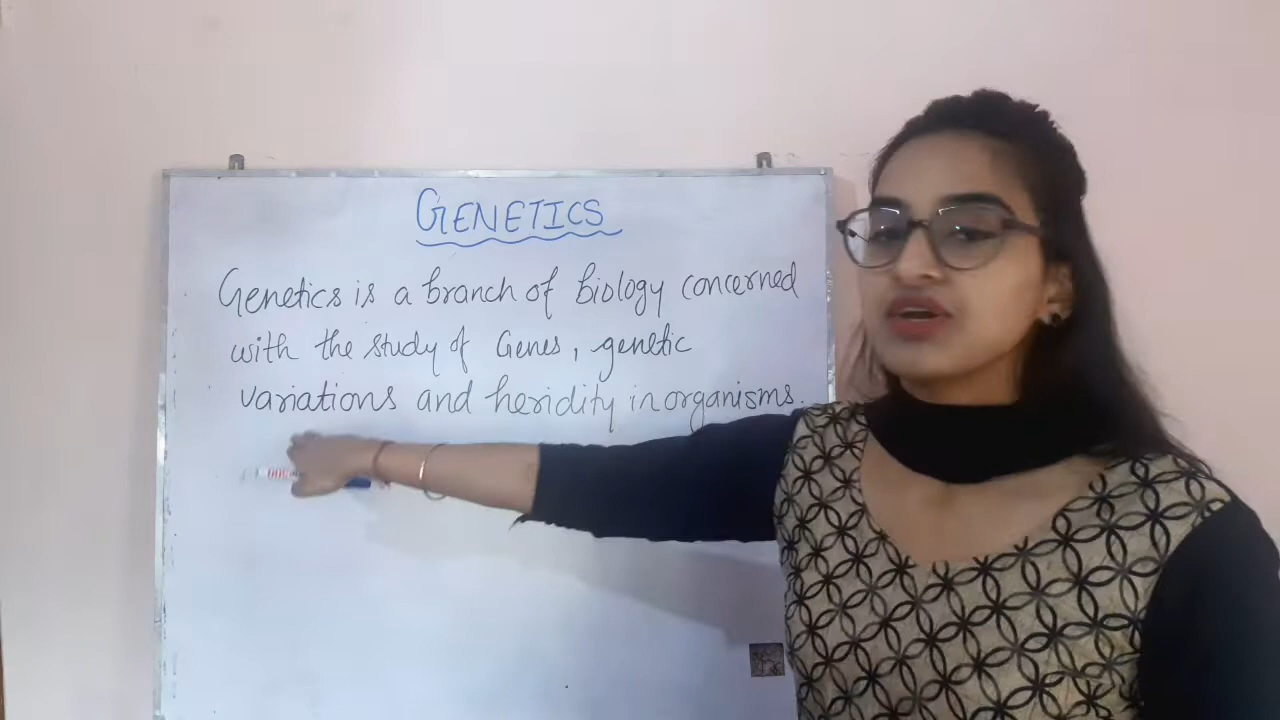 GENETICS
Genetics is a branch of biology concerned
with the study of Genes, genetic
variations and heridity in organisms.